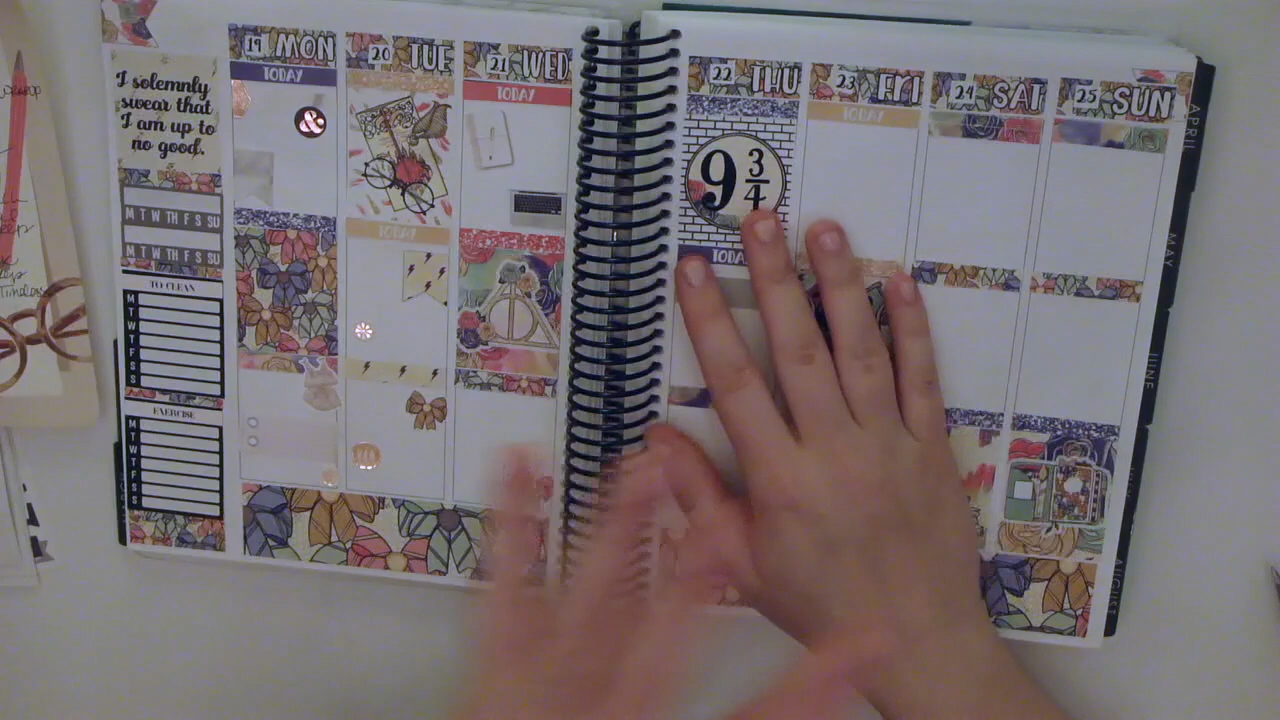 I solemnly
swear that
I am up to
no good.
M T W TH F S SU
M T W TH F S SU
TO CLEAN
M
T
W
T
F
S
S
EXERCISE
M
T
W
T
F
S
S
19 MON
TODAY
&
20 TUE
TODAY
21 WED
TODAY
22 THU
9 3/4
TODAY
23 FRI
TODAY
24 SAT
25 SUN
APRIL
MAY
JUNE
AUGUST